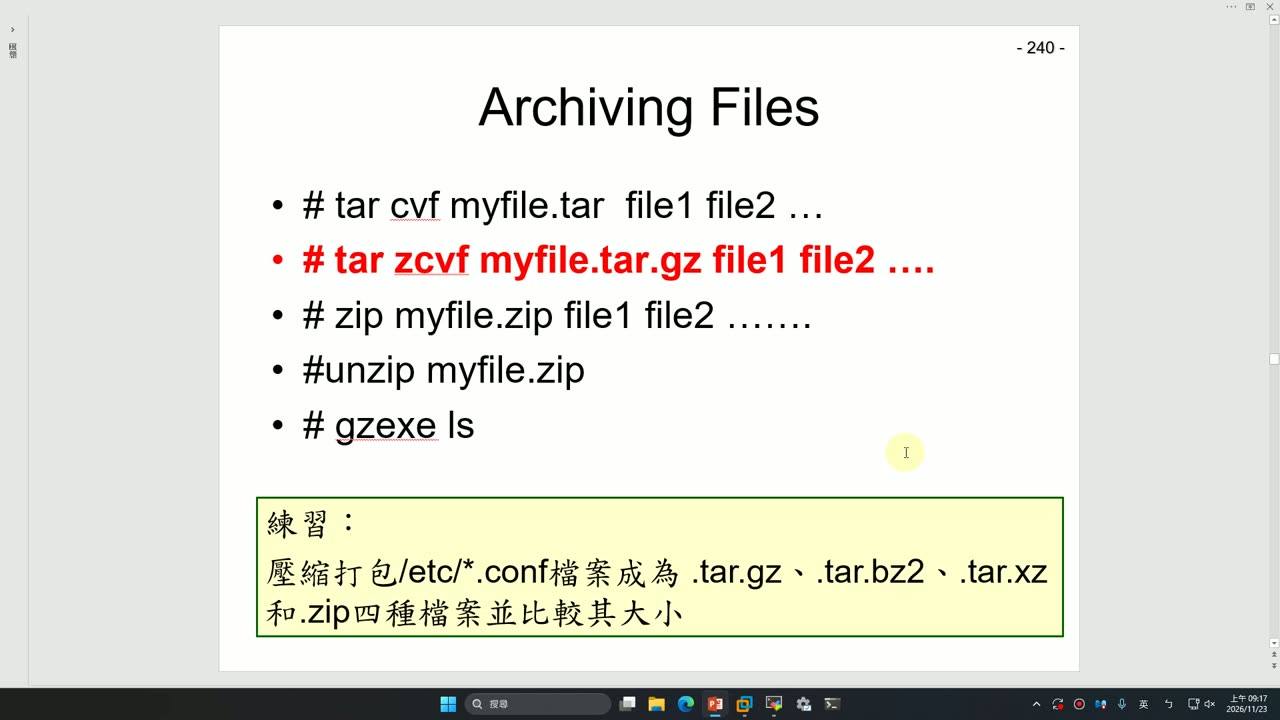 - 240 -
Archiving Files
• # tar cvf myfile.tar  file1 file2 …
• # tar zcvf myfile.tar.gz file1 file2 ….
• # zip myfile.zip file1 file2 …….
• #unzip myfile.zip
• # gzexe ls
練習：
壓縮打包/etc/*.conf檔案成為 .tar.gz、.tar.bz2、.tar.xz
和.zip四種檔案並比較其大小
搜尋
英
ㄅ
上午 09:17
2026/11/23